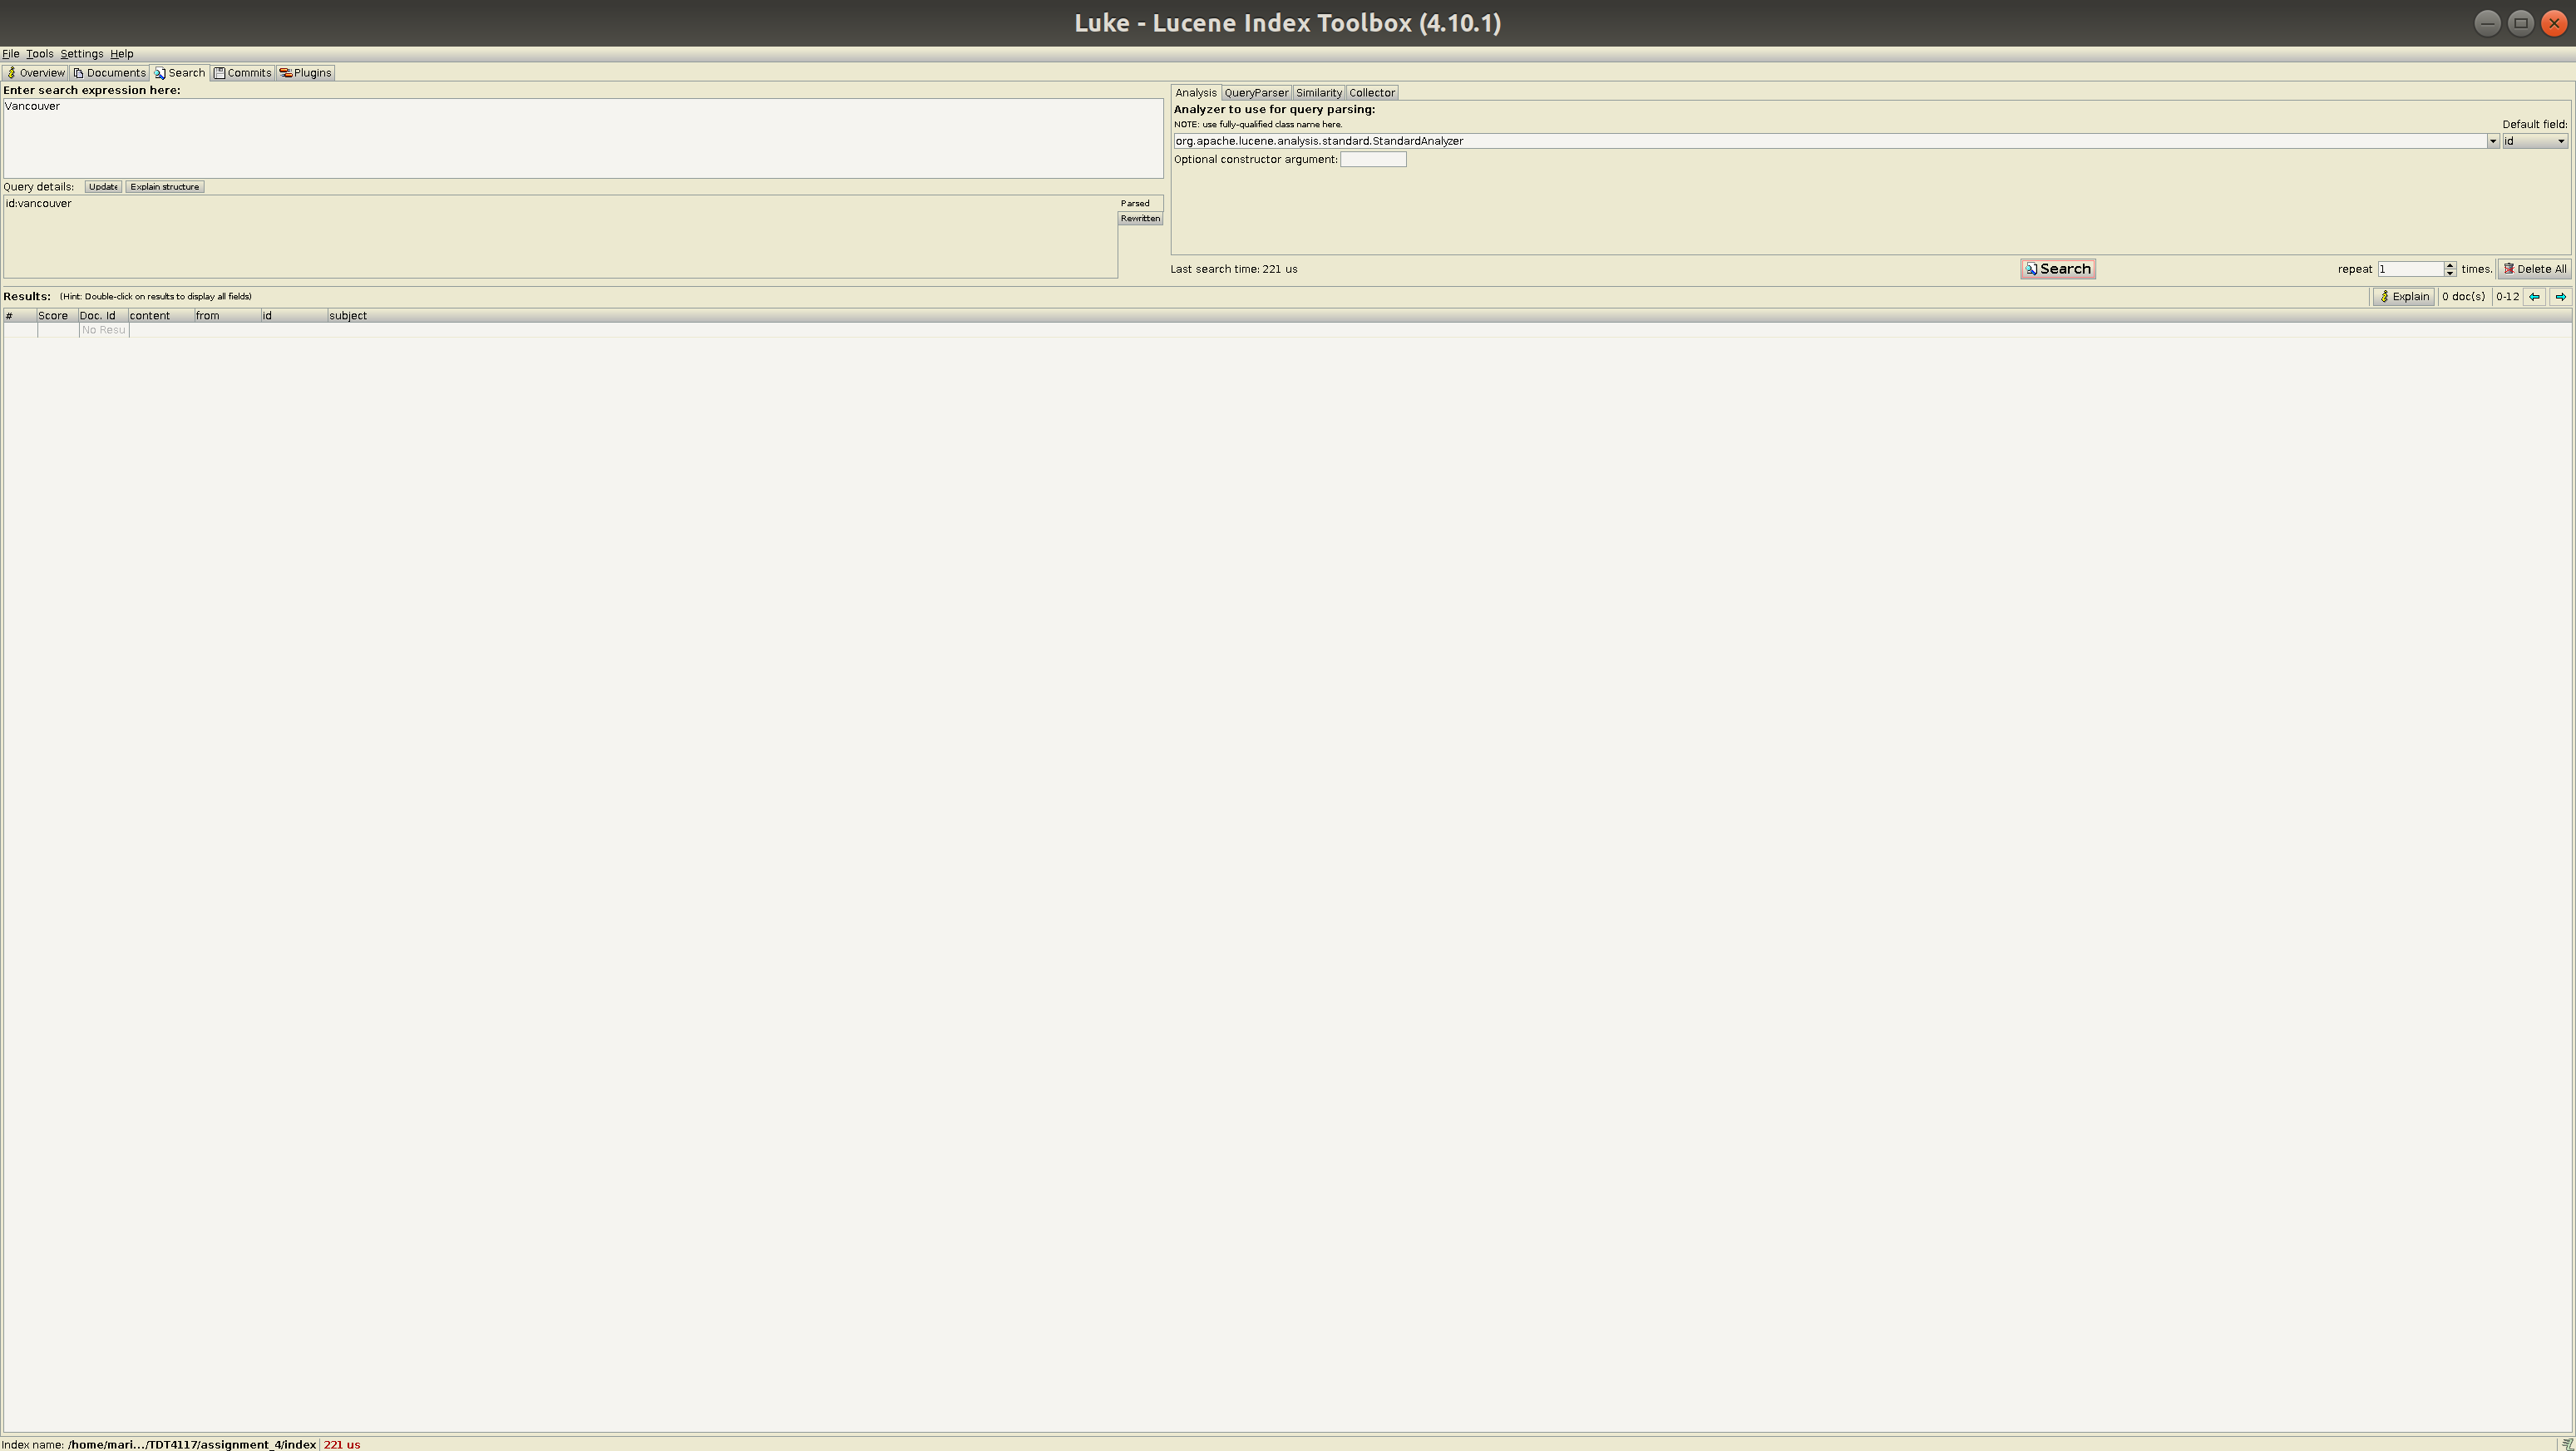 Luke - Lucene Index Toolbox (4.10.1)
File Tools Settings Help
Overview Documents Search Commits Plugins
Enter search expression here:
Vancouver
Query details: Update Explain structure
id:vancouver
Parsed
Rewritten
Analysis QueryParser Similarity Collector
Analyzer to use for query parsing:
NOTE: use fully-qualified class name here.
Default field:
org.apache.lucene.analysis.standard.StandardAnalyzer
id
Optional constructor argument:
Last search time: 221 us
Search
repeat 1 times. Delete All
Results: (Hint: Double-click on results to display all fields)
Explain 0 doc(s) 0-12
# Score Doc. Id content from id subject
No Resu
Index name: /home/mari.../TDT4117/assignment_4/index 221 us